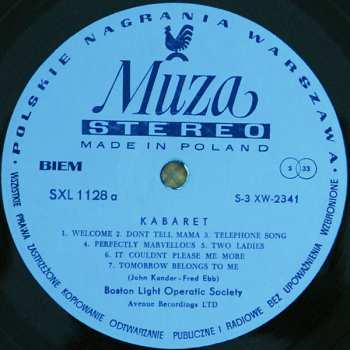 POLSKIE NAGRANIA WARSZAWA
Muza
STEREO
MADE IN POLAND
BIEM
S 33
SXL 1128 a
S-3 XW-2341
KABARET
1. WELCOME 2. DONT TELL MAMA 3. TELEPHONE SONG
4. PERFECTLY MARVELLOUS 5. TWO LADIES
6. IT COULDNT PLEASE ME MORE
7. TOMORROW BELONGS TO ME
(John Kander-Fred Ebb)
Boston Light Operatic Society
Avenue Recordings LTD
WSZYSTKIE PRAWA ZASTRZEŻONE KOPIOWANIE ODTWARZANIE PUBLICZNE I RADIOWE BEZ UPOWAŻNIENIA WZBRONIONE